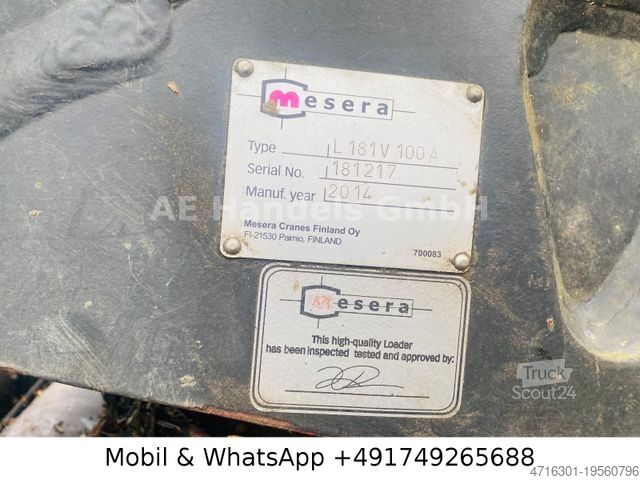 mesera
Type L 181V 100A
Serial No. 181217.
Manuf. year 2014
AE Handels GmbH
Mesera Cranes Finland Oy
FI-21530 Paimio, FINLAND
700083
mesera
This high-quality Loader
has been inspected tested and approved by:
Truck
Scout24
Mobil & WhatsApp +491749265688
4716301-19560796